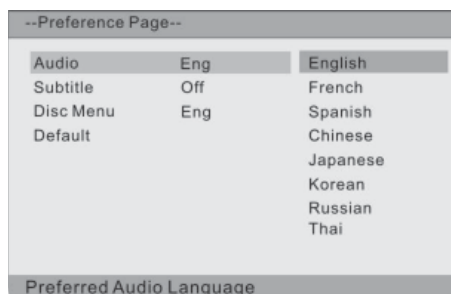 --Preference Page--
Audio Eng English
Subtitle Off French
Disc Menu Eng Spanish
Default Chinese
Japanese
Korean
Russian
Thai
Preferred Audio Language